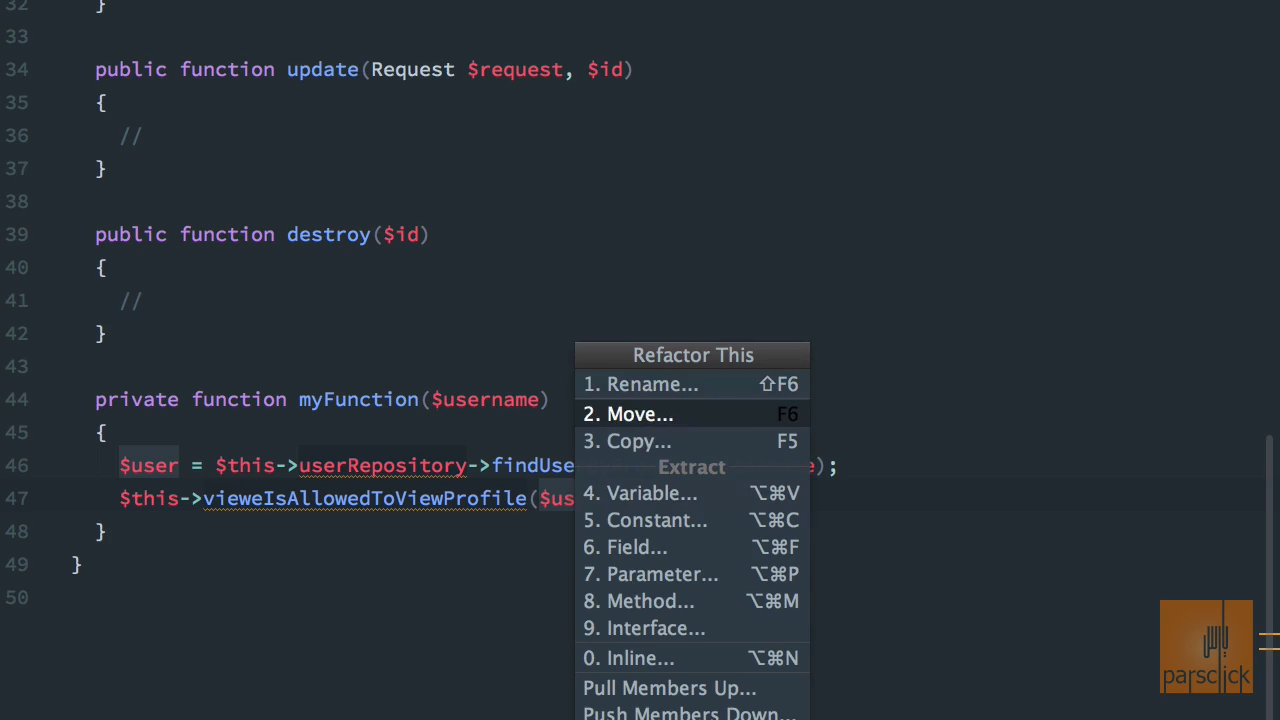 32 }
33
34 public function update(Request $request, $id)
35 {
36 //
37 }
38
39 public function destroy($id)
40 {
41 //
42 }
43
44 private function myFunction($username)
45 {
46 $user = $this->userRepository->findUse e);
47 $this->vieweIsAllowedToViewProfile($us
48 }
49 }
50
Refactor This
1. Rename... ⇧F6
2. Move... F6
3. Copy... F5
Extract
4. Variable... ⌥⌘V
5. Constant... ⌥⌘C
6. Field... ⌥⌘F
7. Parameter... ⌥⌘P
8. Method... ⌥⌘M
9. Interface...
0. Inline... ⌥⌘N
Pull Members Up...
Push Members Down...
پارس
parsclick